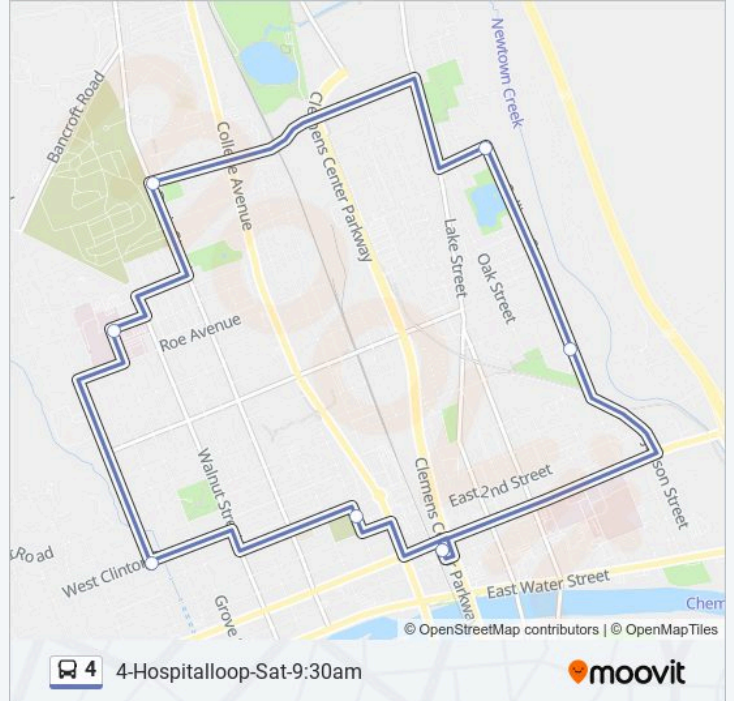 Newtown Creek
Bancroft Road
College Avenue
Clemens Center Parkway
Lake Street
Oak Street
Roe Avenue
Walnut Stre
Clemens C
Parkway
East 2nd Street
son Street
Road
West Clinton
Grove
East Water Street
Chem
© OpenStreetMap contributors | © OpenMapTiles
4 4-Hospitalloop-Sat-9:30am
moovit